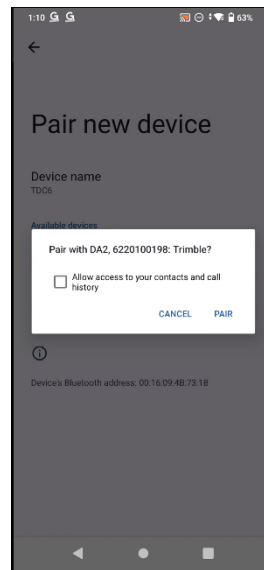 1:10 G G 63%
Pair new device
Device name
TDC6
Available devices
Pair with DA2, 6220100198: Trimble?
Allow access to your contacts and call
history
CANCEL PAIR
Device's Bluetooth address: 00:16:09:4B:73:1B